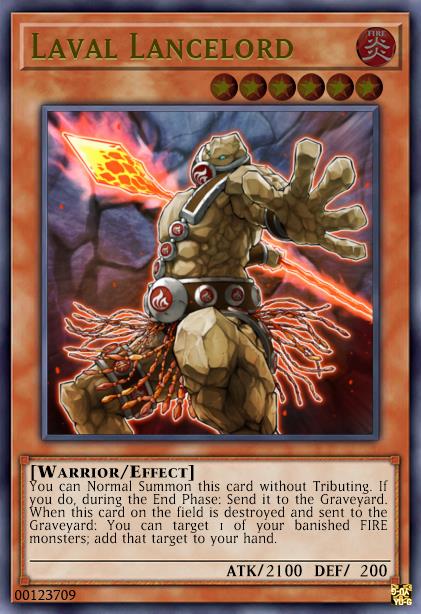 LAVAL LANCELORD
FIRE
炎
[WARRIOR/EFFECT]
You can Normal Summon this card without Tributing. If
you do, during the End Phase: Send it to the Graveyard.
When this card on the field is destroyed and sent to the
Graveyard: You can target 1 of your banished FIRE
monsters; add that target to your hand.
ATK/2100 DEF/ 200
00123709